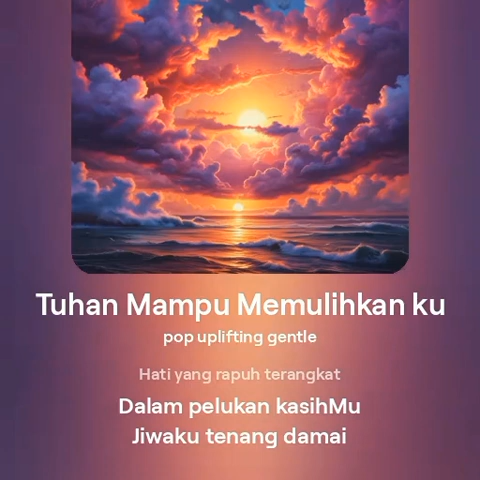 Tuhan Mampu Memulihkan ku
pop uplifting gentle
Hati yang rapuh terangkat
Dalam pelukan kasihMu
Jiwaku tenang damai